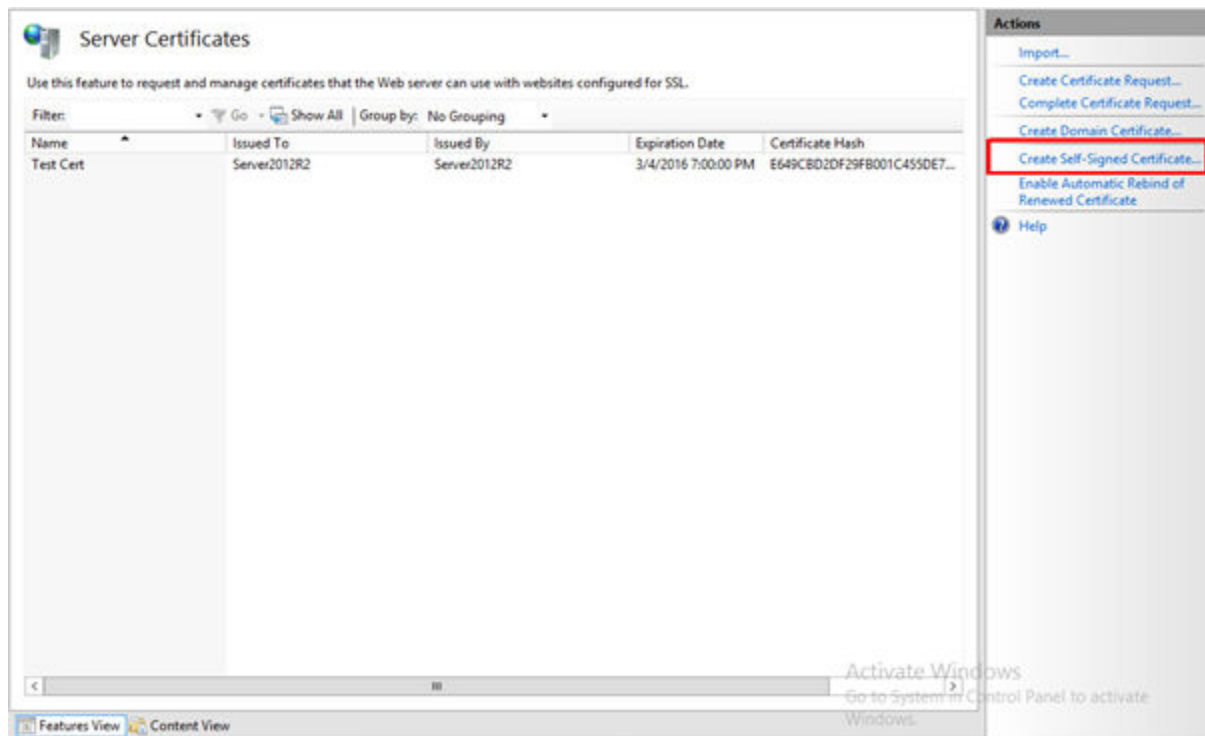 Server Certificates
Use this feature to request and manage certificates that the Web server can use with websites configured for SSL.
Filter: Go Show All Group by: No Grouping
Name Issued To Issued By Expiration Date Certificate Hash
Test Cert Server2012R2 Server2012R2 3/4/2016 7:00:00 PM E649CBD2DF29FB001C455DE7...
Features View Content View
Actions
Import...
Create Certificate Request...
Complete Certificate Request...
Create Domain Certificate...
Create Self-Signed Certificate...
Enable Automatic Rebind of
Renewed Certificate
Help
Activate Windows
Go to System in Control Panel to activate
Windows.